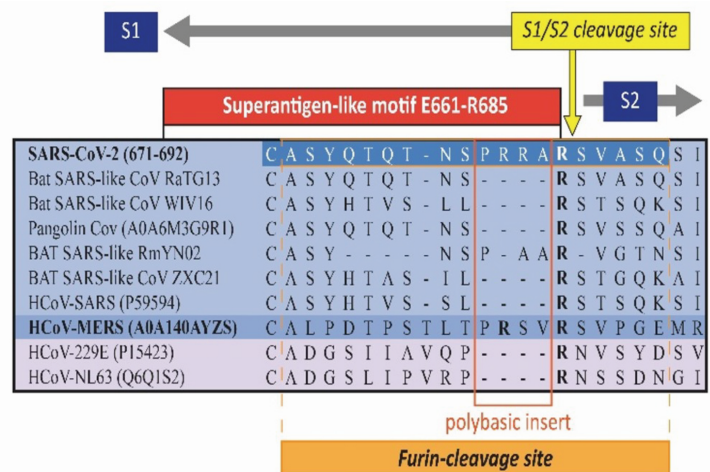 S1
S1/S2 cleavage site
Superantigen-like motif E661-R685
S2
SARS-CoV-2 (671-692) C A S Y Q T Q T - N S P R R A R S V A S Q S I
Bat SARS-like CoV RaTG13 C A S Y Q T Q T - N S - - - - R S V A S Q S I
Bat SARS-like CoV WIV16 C A S Y H T V S - L L - - - - R S T S Q K S I
Pangolin Cov (A0A6M3G9R1) C A S Y Q T Q T - N S - - - - R S V S S Q A I
BAT SARS-like RmYN02 C A S Y - - - - - N S P - A A R - V G T N S I
BAT SARS-like CoV ZXC21 C A S Y H T A S - I L - - - - R S T G Q K A I
HCoV-SARS (P59594) C A S Y H T V S - S L - - - - R S T S Q K S I
HCoV-MERS (A0A140AYZS) C A L P D T P S T L T P R S V R S V P G E M R
HCoV-229E (P15423) C A D G S I I A V Q P - - - - R N V S Y D S V
HCoV-NL63 (Q6Q1S2) C A D G S L I P V R P - - - - R N S S D N G I
polybasic insert
Furin-cleavage site